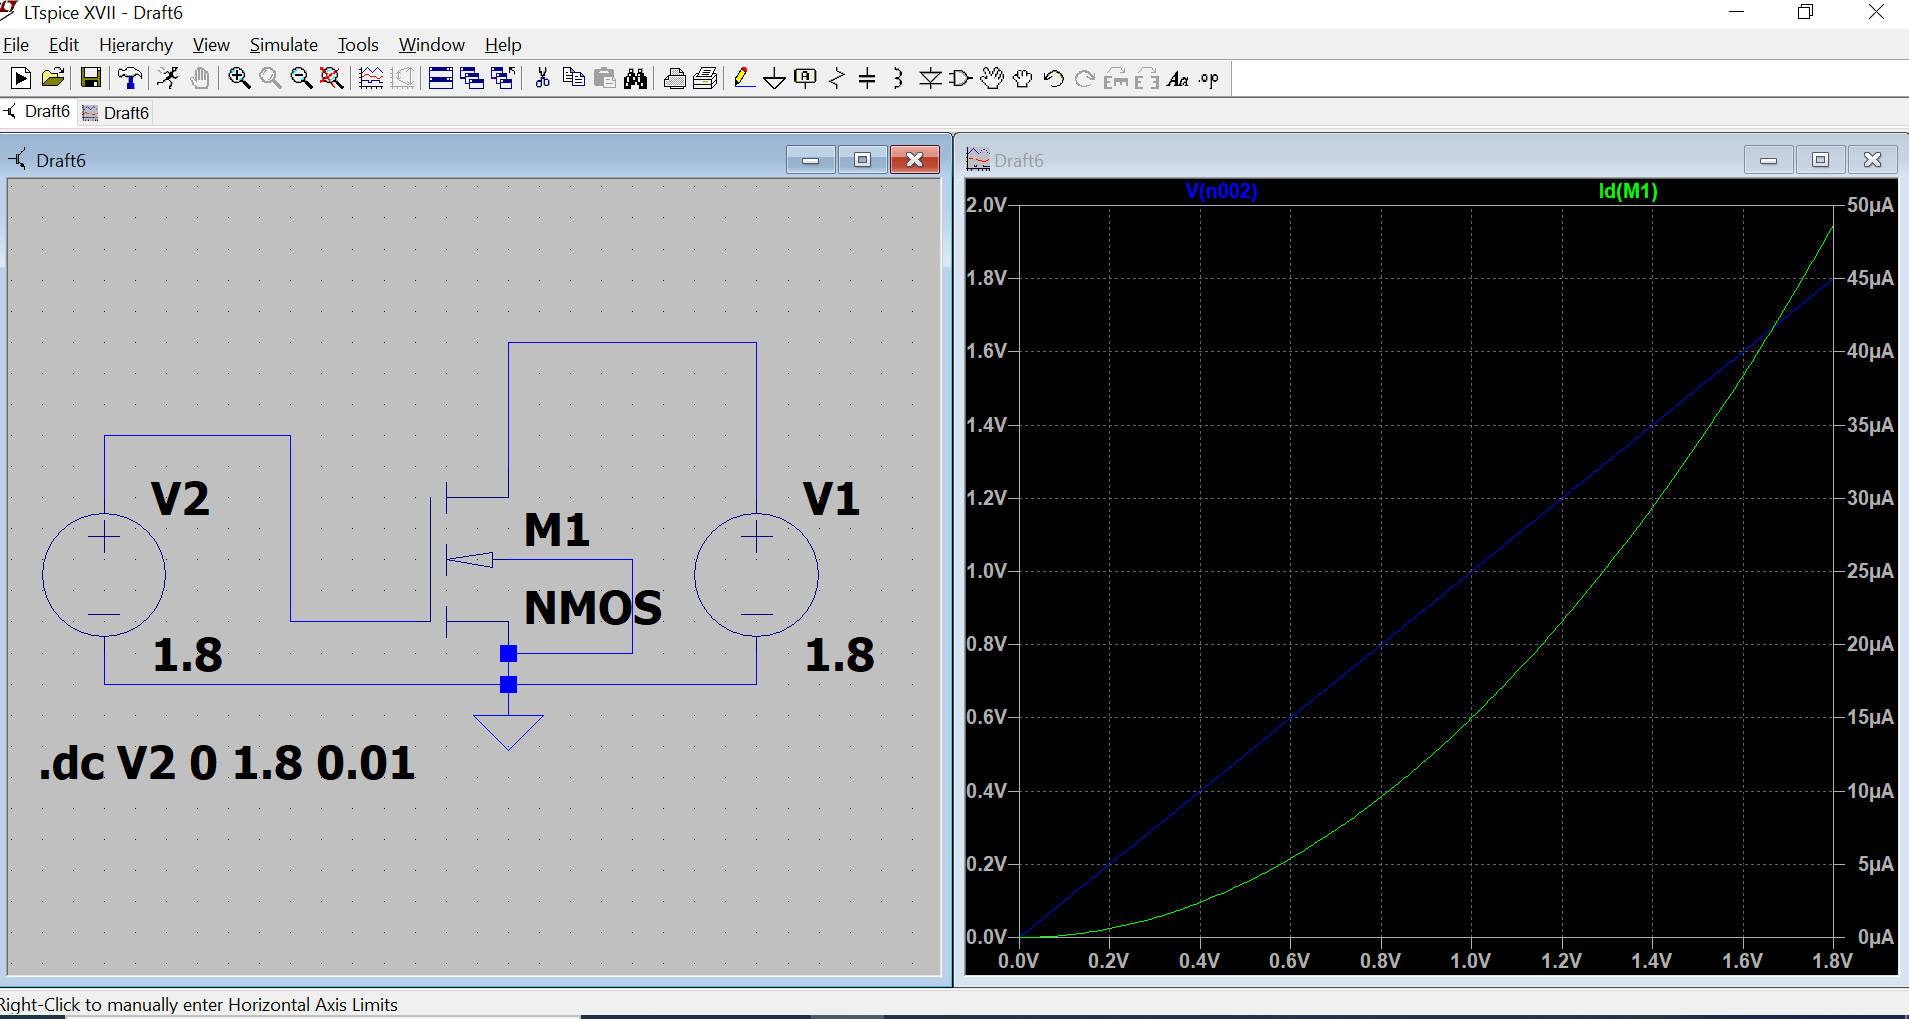 LTspice XVII - Draft6
File Edit Hierarchy View Simulate Tools Window Help
Draft6 Draft6
Draft6
V2
1.8
M1
NMOS
V1
1.8
.dc V2 0 1.8 0.01
Draft6
V(n002) Id(M1)
2.0V 50µA
1.8V 45µA
1.6V 40µA
1.4V 35µA
1.2V 30µA
1.0V 25µA
0.8V 20µA
0.6V 15µA
0.4V 10µA
0.2V 5µA
0.0V 0µA
0.0V 0.2V 0.4V 0.6V 0.8V 1.0V 1.2V 1.4V 1.6V 1.8V
Right-Click to manually enter Horizontal Axis Limits